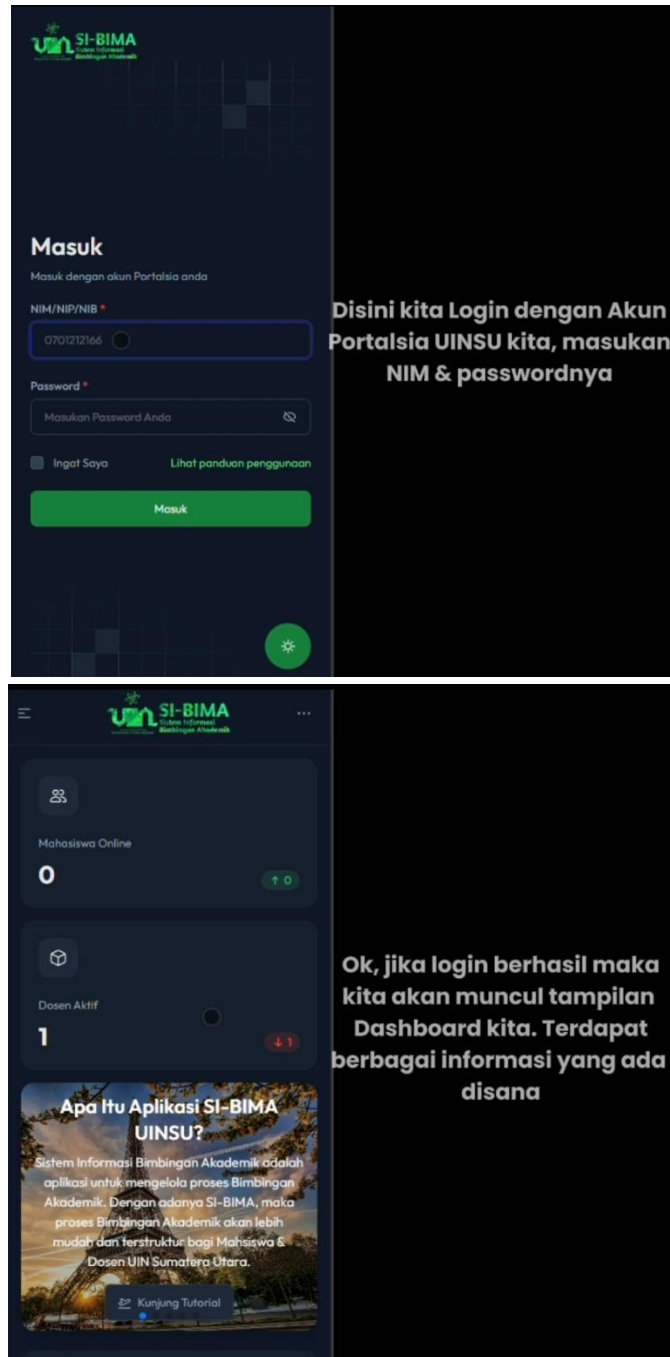 SI-BIMA
Sistem Informasi
Bimbingan Akademik
Masuk
Masuk dengan akun Portalsia anda
NIM/NIP/NIB *
0701212166
Password *
Masukan Password Anda
Ingat Saya
Lihat panduan penggunaan
Masuk
Disini kita Login dengan Akun
Portalsia UINSU kita, masukan
NIM & passwordnya
SI-BIMA
Sistem Informasi
Bimbingan Akademik
Mahasiswa Online
0
↑ 0
Dosen Aktif
1
↓ 1
Apa Itu Aplikasi SI-BIMA
UINSU?
Sistem Informasi Bimbingan Akademik adalah
aplikasi untuk mengelola proses Bimbingan
Akademik. Dengan adanya SI-BIMA, maka
proses Bimbingan Akademik akan lebih
mudah dan terstruktur bagi Mahsiswa &
Dosen UIN Sumatera Utara.
Kunjung Tutorial
Ok, jika login berhasil maka
kita akan muncul tampilan
Dashboard kita. Terdapat
berbagai informasi yang ada
disana